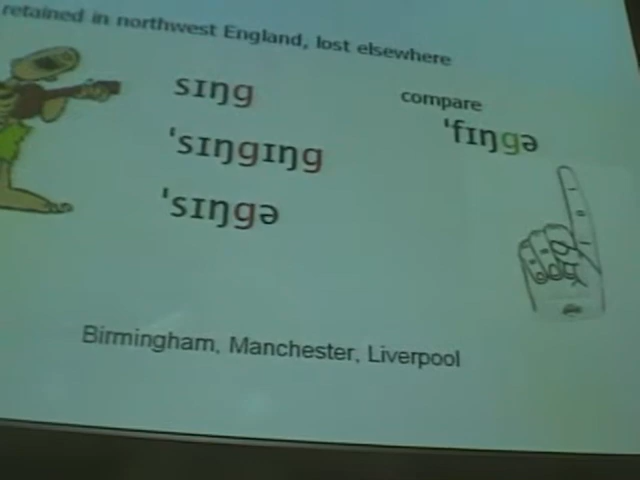 retained in northwest England, lost elsewhere
sɪŋg
compare
ˈfɪŋgə
ˈsɪŋgɪŋg
ˈsɪŋgə
Birmingham, Manchester, Liverpool